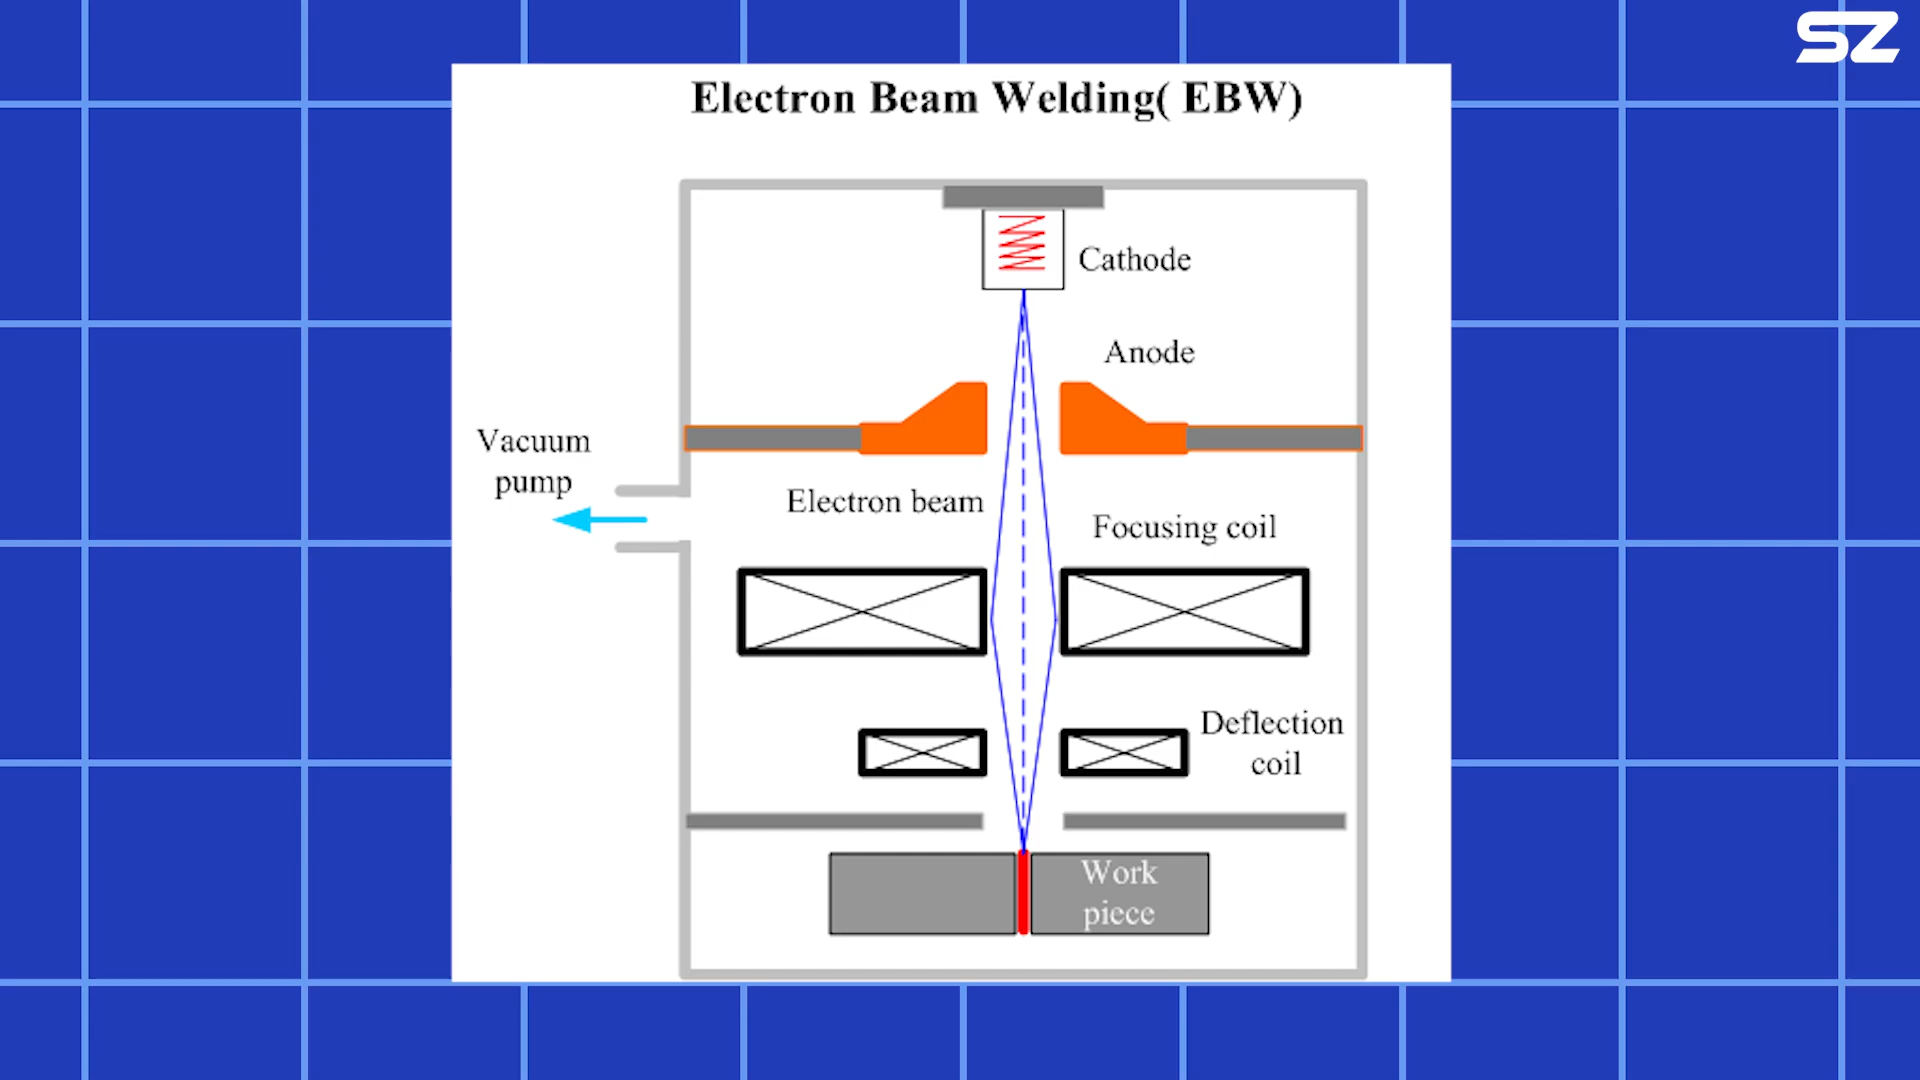 SZ
Electron Beam Welding( EBW)
Cathode
Anode
Vacuum
pump
Electron beam
Focusing coil
Deflection
coil
Work
piece